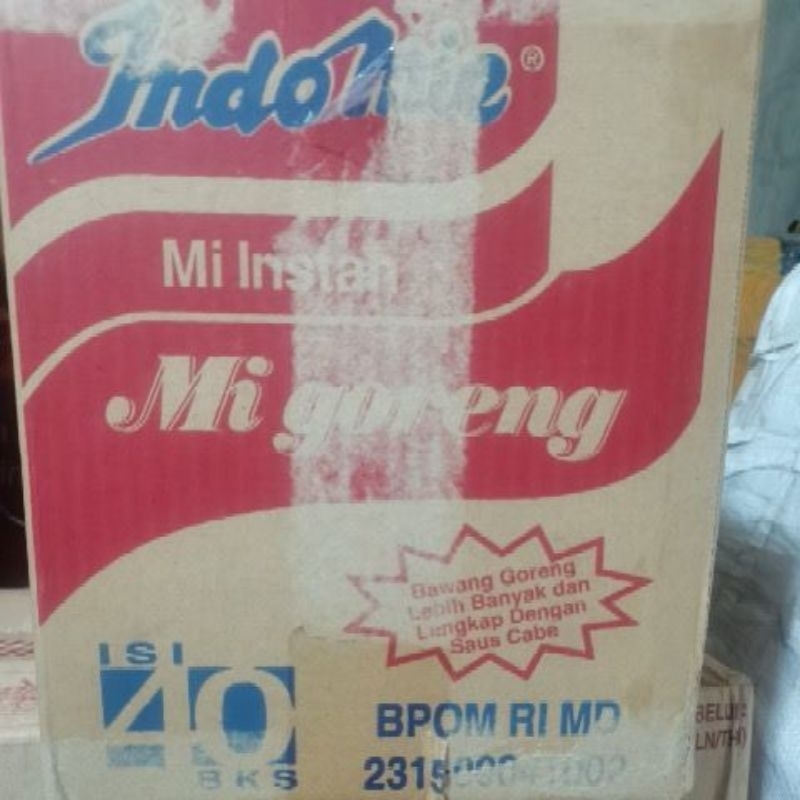 Indomie®
Mi Instan
Mi goreng
Bawang Goreng
Lebih Banyak dan
Lengkap Dengan
Saus Cabe
ISI
40
BKS
BPOM RI MD